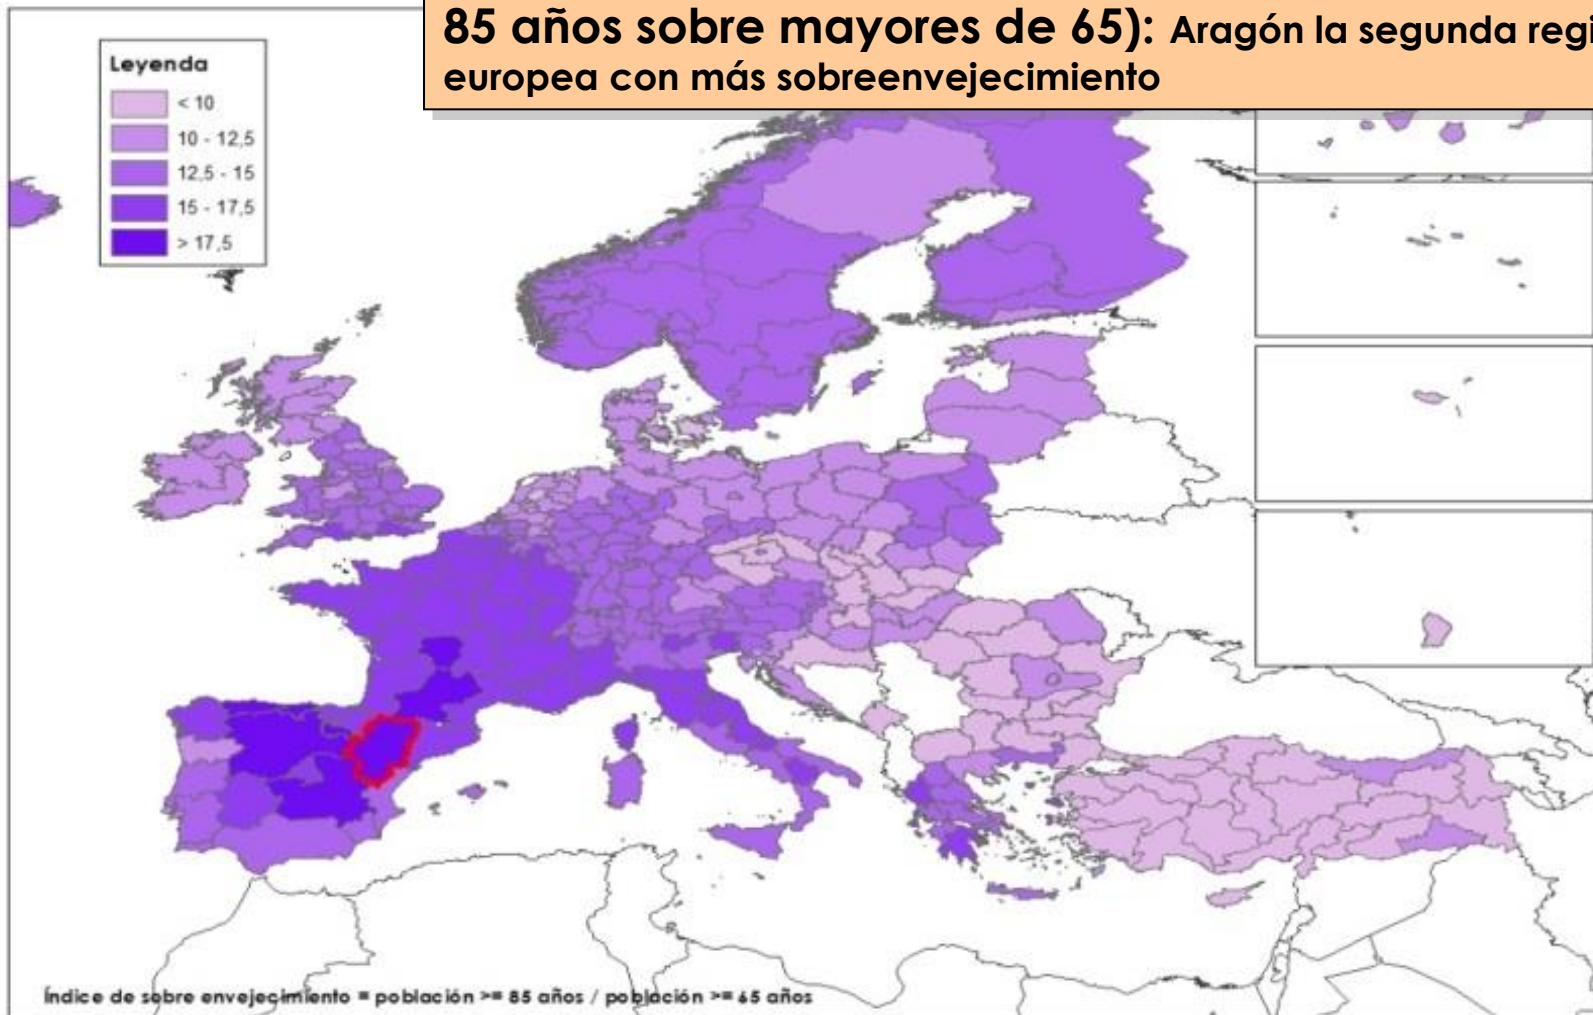 85 años sobre mayores de 65): Aragón la segunda regi
europea con más sobreenvejecimiento
Leyenda
< 10
10 - 12,5
12,5 - 15
15 - 17,5
> 17,5
Índice de sobre envejecimiento = población >= 85 años / población >= 65 años